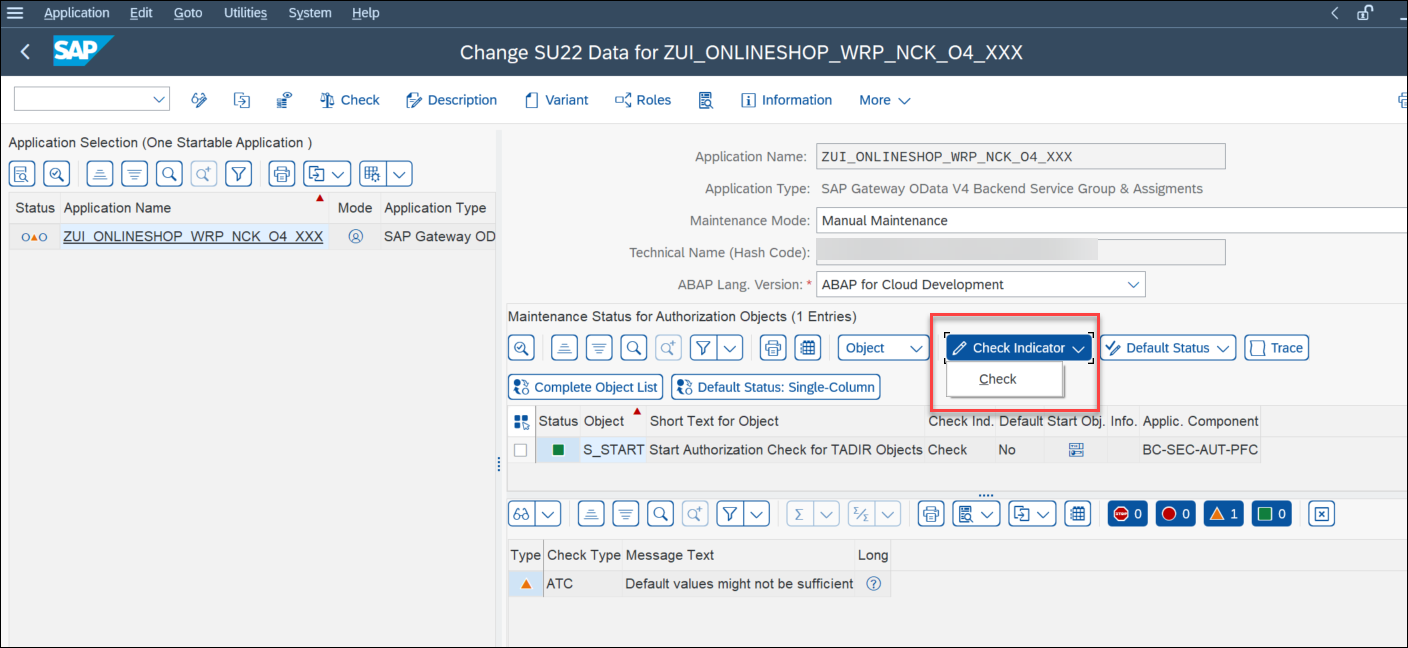 Application Edit Goto Utilities System Help
SAP
Change SU22 Data for ZUI_ONLINESHOP_WRP_NCK_O4_XXX
Check Description Variant Roles Information More
Application Selection (One Startable Application )
Status Application Name Mode Application Type
ZUI_ONLINESHOP_WRP_NCK_O4_XXX SAP Gateway OD
Application Name: ZUI_ONLINESHOP_WRP_NCK_O4_XXX
Application Type: SAP Gateway OData V4 Backend Service Group & Assigments
Maintenance Mode: Manual Maintenance
Technical Name (Hash Code):
ABAP Lang. Version: * ABAP for Cloud Development
Maintenance Status for Authorization Objects (1 Entries)
Object Check Indicator Default Status Trace
Check
Complete Object List Default Status: Single-Column
Status Object Short Text for Object Check Ind. Default Start Obj. Info. Applic. Component
S_START Start Authorization Check for TADIR Objects Check No BC-SEC-AUT-PFC
STOP 0 0 1 0
Type Check Type Message Text Long
ATC Default values might not be sufficient